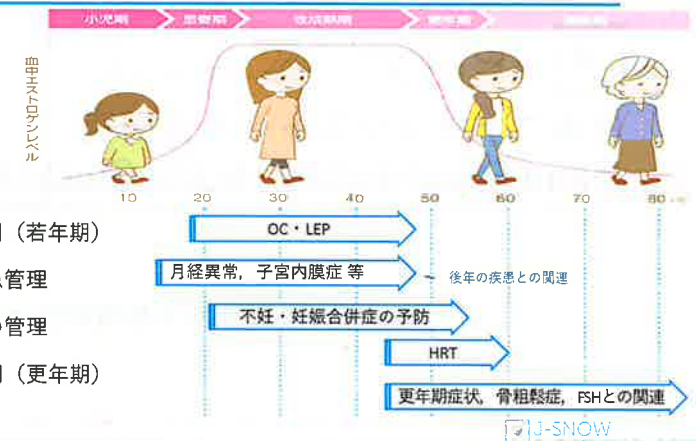 小児期 思春期 性成熟期 更年期
血中エストロゲンレベル
10 20 30 40 50 60 70 80
（若年期）
OC・LEP
管理
月経異常，子宮内膜症 等
後年の疾患との関連
管理
不妊・妊娠合併症の予防
HRT
（更年期）
更年期症状，骨粗鬆症，FSHとの関連
J-SNOW